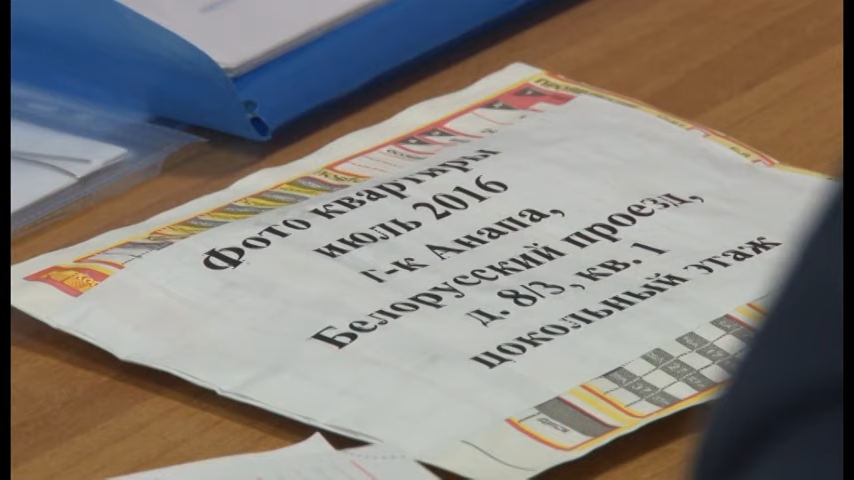 Фото квартиры
июль 2016
г-к Анапа,
Белорусский проезд,
д. 8/3, кв. 1
цокольный этаж